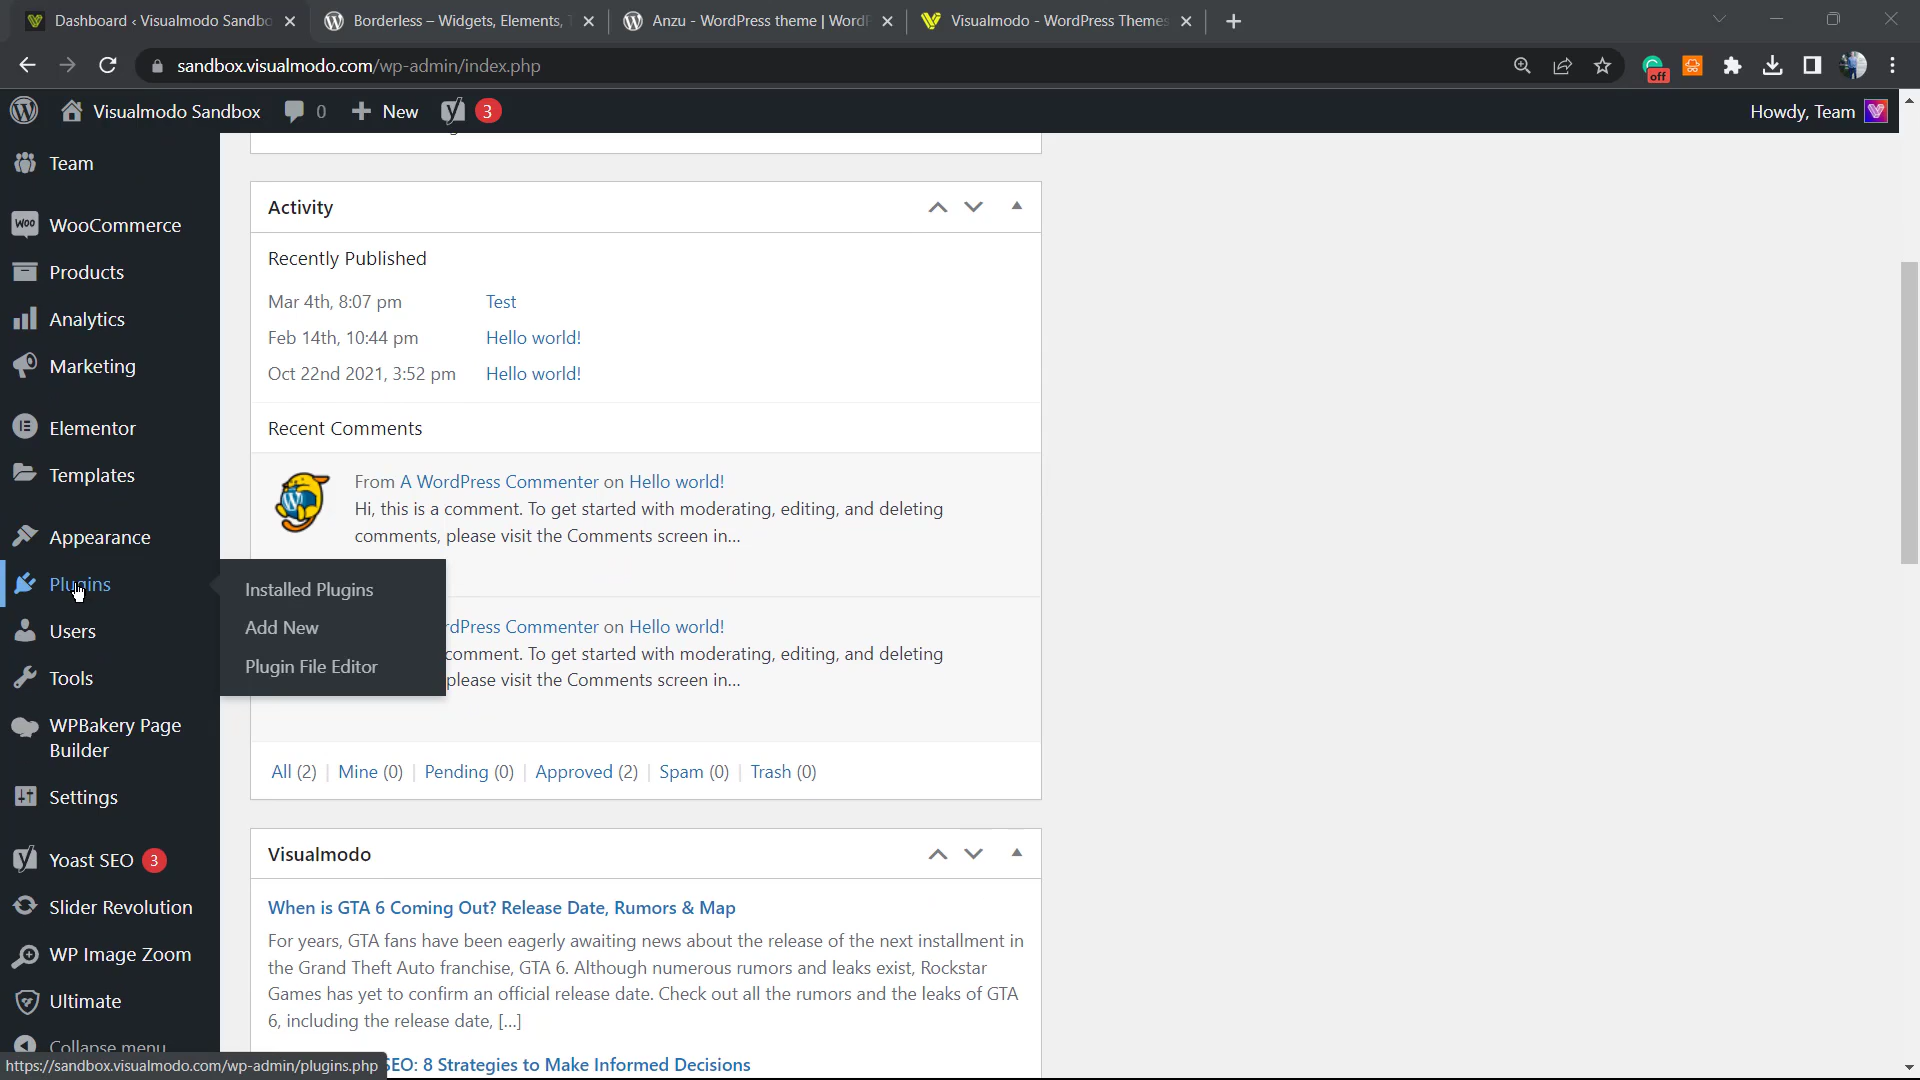 Dashboard ‹ Visualmodo Sandbo
Borderless – Widgets, Elements, T
Anzu - WordPress theme | WordP
Visualmodo - WordPress Themes
sandbox.visualmodo.com/wp-admin/index.php
off
Visualmodo Sandbox
0
New
3
Howdy, Team
Team
WooCommerce
Products
Analytics
Marketing
Elementor
Templates
Appearance
Plugins
Users
Tools
WPBakery Page
Builder
Settings
Yoast SEO 3
Slider Revolution
WP Image Zoom
Ultimate
Collapse menu
Installed Plugins
Add New
Plugin File Editor
Activity
Recently Published
Mar 4th, 8:07 pm Test
Feb 14th, 10:44 pm Hello world!
Oct 22nd 2021, 3:52 pm Hello world!
Recent Comments
From A WordPress Commenter on Hello world!
Hi, this is a comment. To get started with moderating, editing, and deleting
comments, please visit the Comments screen in...
rdPress Commenter on Hello world!
comment. To get started with moderating, editing, and deleting
please visit the Comments screen in...
All (2) | Mine (0) | Pending (0) | Approved (2) | Spam (0) | Trash (0)
Visualmodo
When is GTA 6 Coming Out? Release Date, Rumors & Map
For years, GTA fans have been eagerly awaiting news about the release of the next installment in
the Grand Theft Auto franchise, GTA 6. Although numerous rumors and leaks exist, Rockstar
Games has yet to confirm an official release date. Check out all the rumors and the leaks of GTA
6, including the release date, [...]
SEO: 8 Strategies to Make Informed Decisions
https://sandbox.visualmodo.com/wp-admin/plugins.php